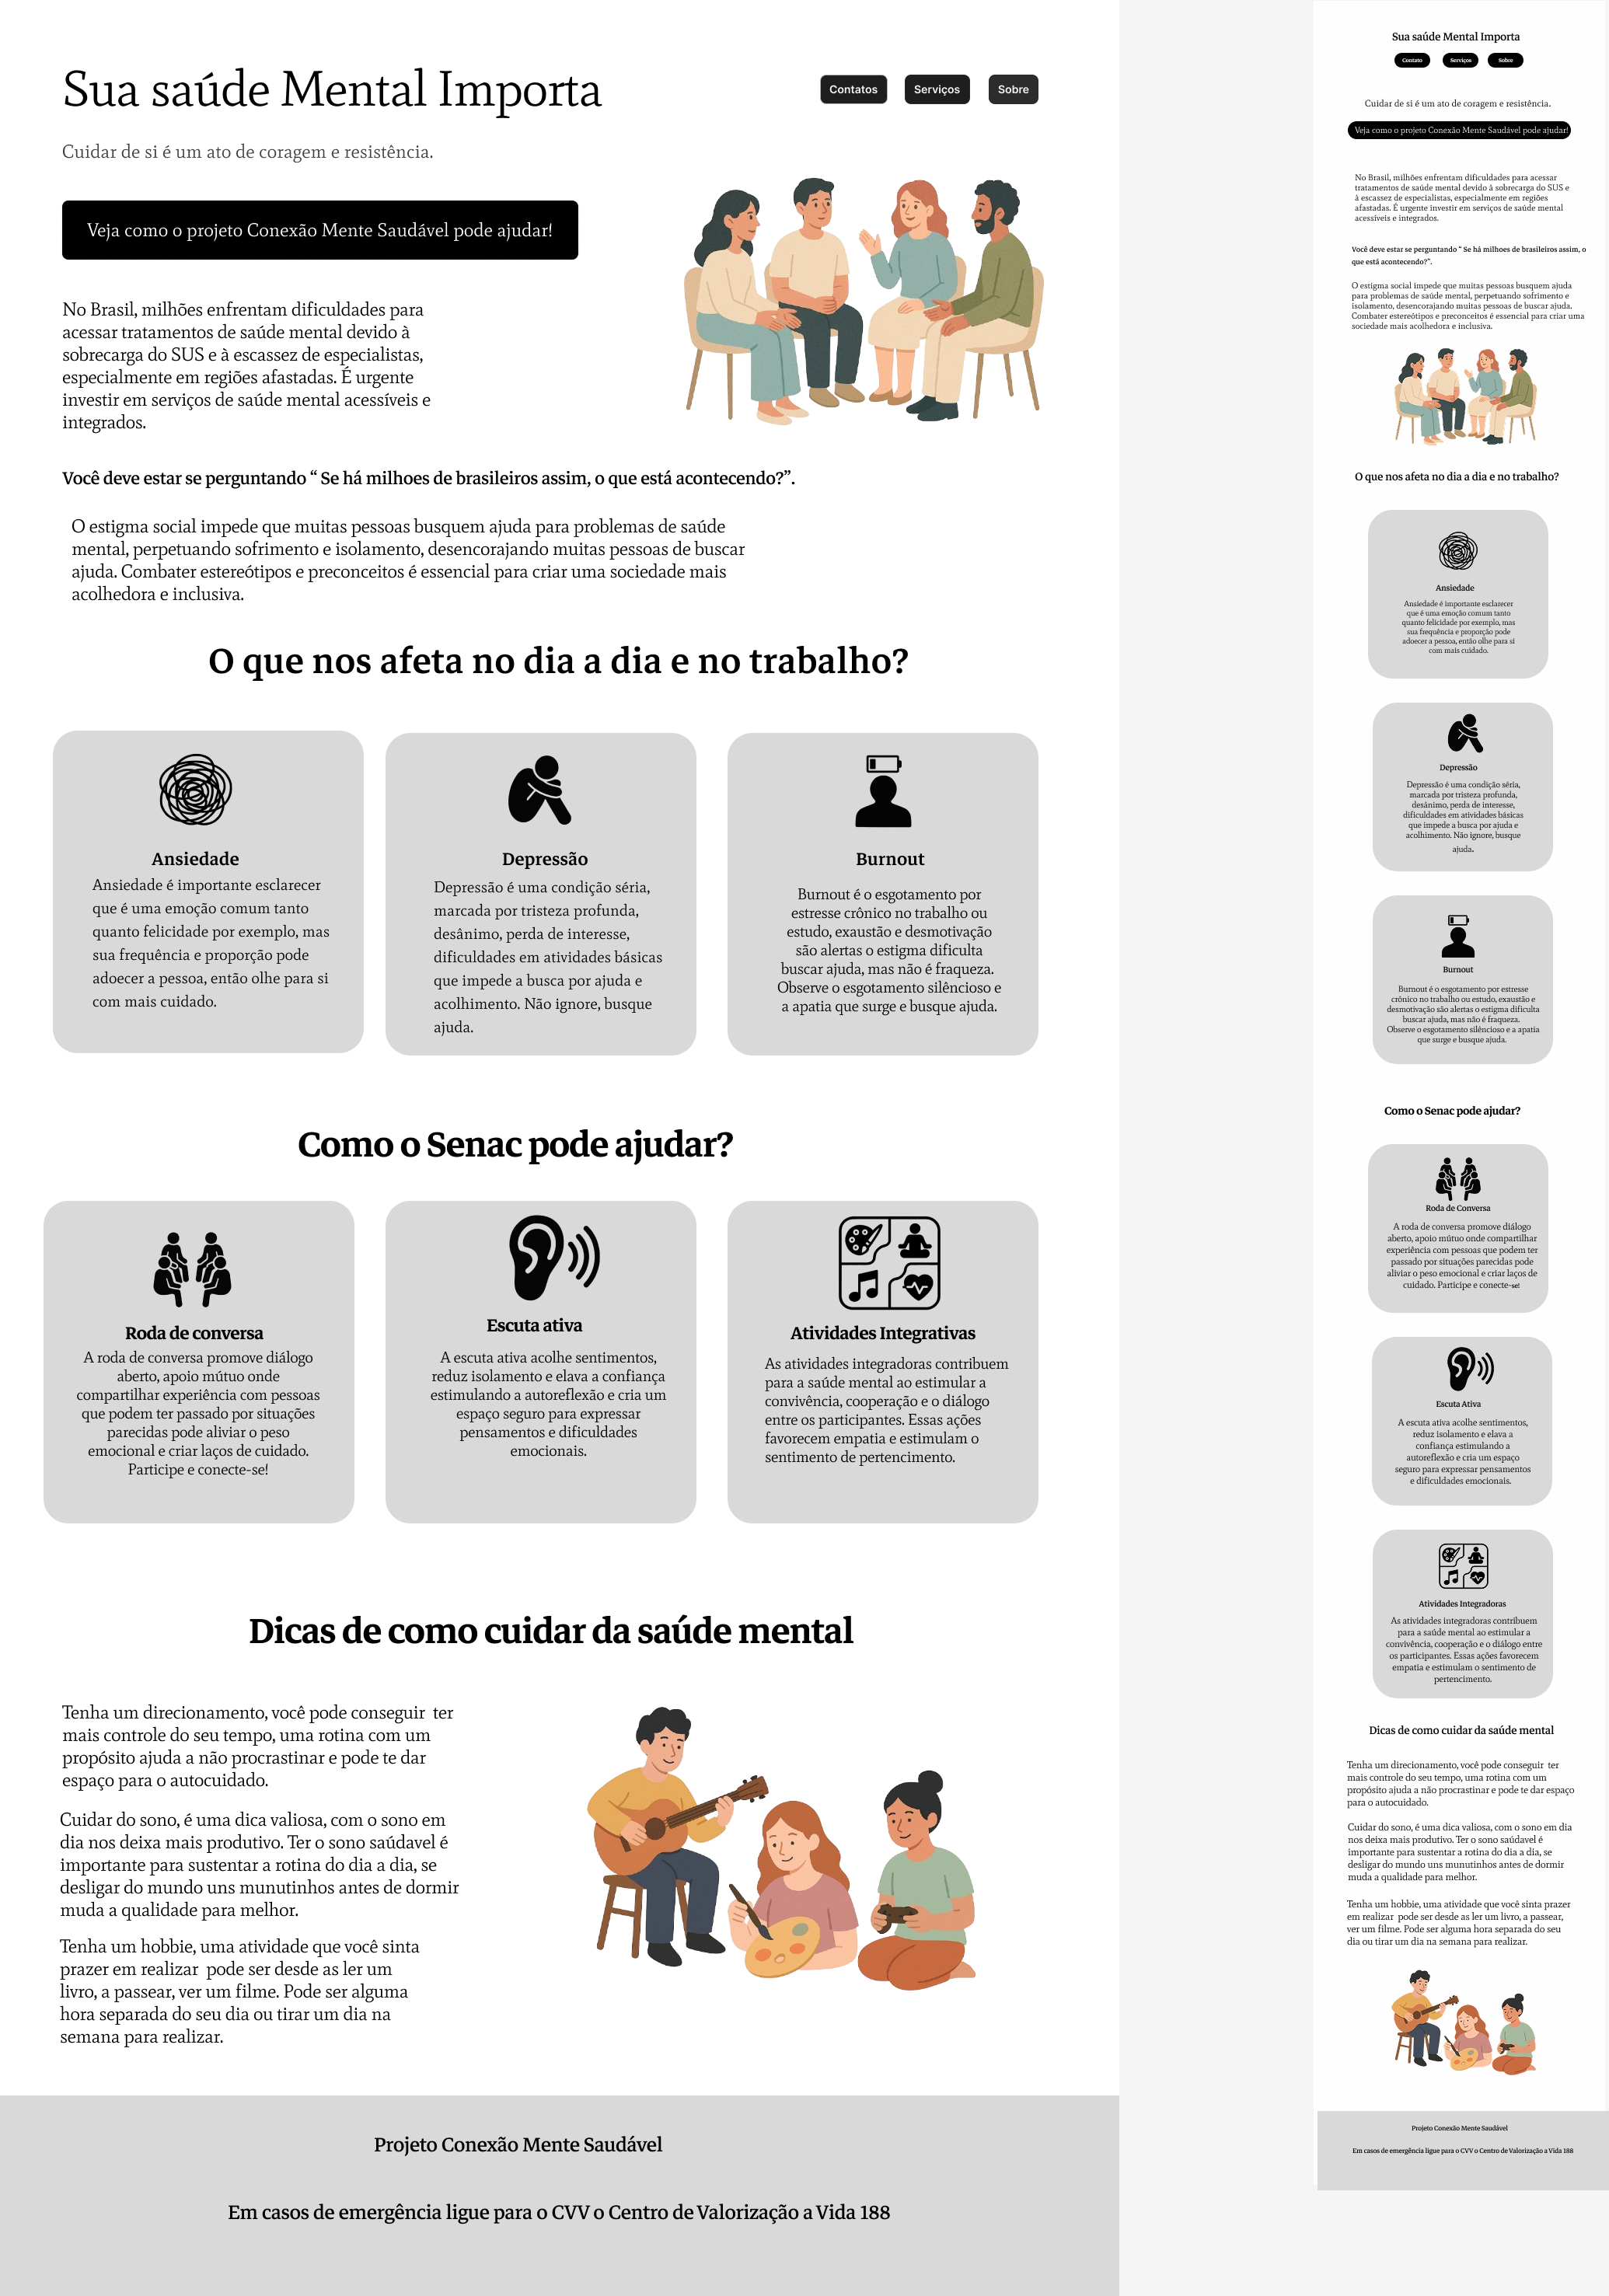 Sua saúde Mental Importa
Contatos
Serviços
Sobre
Cuidar de si é um ato de coragem e resistência.
Veja como o projeto Conexão Mente Saudável pode ajudar!
No Brasil, milhões enfrentam dificuldades para
acessar tratamentos de saúde mental devido à
sobrecarga do SUS e à escassez de especialistas,
especialmente em regiões afastadas. É urgente
investir em serviços de saúde mental acessíveis e
integrados.
Você deve estar se perguntando “ Se há milhoes de brasileiros assim, o que está acontecendo?”.
O estigma social impede que muitas pessoas busquem ajuda para problemas de saúde
mental, perpetuando sofrimento e isolamento, desencorajando muitas pessoas de buscar
ajuda. Combater estereótipos e preconceitos é essencial para criar uma sociedade mais
acolhedora e inclusiva.
O que nos afeta no dia a dia e no trabalho?
Ansiedade
Ansiedade é importante esclarecer
que é uma emoção comum tanto
quanto felicidade por exemplo, mas
sua frequência e proporção pode
adoecer a pessoa, então olhe para si
com mais cuidado.
Depressão
Depressão é uma condição séria,
marcada por tristeza profunda,
desânimo, perda de interesse,
dificuldades em atividades básicas
que impede a busca por ajuda e
acolhimento. Não ignore, busque
ajuda.
Burnout
Burnout é o esgotamento por
estresse crônico no trabalho ou
estudo, exaustão e desmotivação
são alertas o estigma dificulta
buscar ajuda, mas não é fraqueza.
Observe o esgotamento silêncioso e
a apatia que surge e busque ajuda.
Como o Senac pode ajudar?
Roda de conversa
A roda de conversa promove diálogo
aberto, apoio mútuo onde
compartilhar experiência com pessoas
que podem ter passado por situações
parecidas pode aliviar o peso
emocional e criar laços de cuidado.
Participe e conecte-se!
Escuta ativa
A escuta ativa acolhe sentimentos,
reduz isolamento e elava a confiança
estimulando a autoreflexão e cria um
espaço seguro para expressar
pensamentos e dificuldades
emocionais.
Atividades Integrativas
As atividades integradoras contribuem
para a saúde mental ao estimular a
convivência, cooperação e o diálogo
entre os participantes. Essas ações
favorecem empatia e estimulam o
sentimento de pertencimento.
Dicas de como cuidar da saúde mental
Tenha um direcionamento, você pode conseguir  ter
mais controle do seu tempo, uma rotina com um
propósito ajuda a não procrastinar e pode te dar
espaço para o autocuidado.
Cuidar do sono, é uma dica valiosa, com o sono em
dia nos deixa mais produtivo. Ter o sono saúdavel é
importante para sustentar a rotina do dia a dia, se
desligar do mundo uns munutinhos antes de dormir
muda a qualidade para melhor.
Tenha um hobbie, uma atividade que você sinta
prazer em realizar  pode ser desde as ler um
livro, a passear, ver um filme. Pode ser alguma
hora separada do seu dia ou tirar um dia na
semana para realizar.
Projeto Conexão Mente Saudável
Em casos de emergência ligue para o CVV o Centro de Valorização a Vida 188
Sua saúde Mental Importa
Contato
Serviços
Sobre
Cuidar de si é um ato de coragem e resistência.
Veja como o projeto Conexão Mente Saudável pode ajudar!
No Brasil, milhões enfrentam dificuldades para acessar
tratamentos de saúde mental devido à sobrecarga do SUS e
à escassez de especialistas, especialmente em regiões
afastadas. É urgente investir em serviços de saúde mental
acessíveis e integrados.
Você deve estar se perguntando “ Se há milhoes de brasileiros assim, o
que está acontecendo?”.
O estigma social impede que muitas pessoas busquem ajuda
para problemas de saúde mental, perpetuando sofrimento e
isolamento, desencorajando muitas pessoas de buscar ajuda.
Combater estereótipos e preconceitos é essencial para criar uma
sociedade mais acolhedora e inclusiva.
O que nos afeta no dia a dia e no trabalho?
Ansiedade
Ansiedade é importante esclarecer
que é uma emoção comum tanto
quanto felicidade por exemplo, mas
sua frequência e proporção pode
adoecer a pessoa, então olhe para si
com mais cuidado.
Depressão
Depressão é uma condição séria,
marcada por tristeza profunda,
desânimo, perda de interesse,
dificuldades em atividades básicas
que impede a busca por ajuda e
acolhimento. Não ignore, busque
ajuda.
Burnout
Burnout é o esgotamento por estresse
crônico no trabalho ou estudo, exaustão e
desmotivação são alertas o estigma dificulta
buscar ajuda, mas não é fraqueza.
Observe o esgotamento silêncioso e a apatia
que surge e busque ajuda.
Como o Senac pode ajudar?
Roda de Conversa
A roda de conversa promove diálogo
aberto, apoio mútuo onde compartilhar
experiência com pessoas que podem ter
passado por situações parecidas pode
aliviar o peso emocional e criar laços de
cuidado. Participe e conecte-se!
Escuta Ativa
A escuta ativa acolhe sentimentos,
reduz isolamento e elava a
confiança estimulando a
autoreflexão e cria um espaço
seguro para expressar pensamentos
e dificuldades emocionais.
Atividades Integradoras
As atividades integradoras contribuem
para a saúde mental ao estimular a
convivência, cooperação e o diálogo entre
os participantes. Essas ações favorecem
empatia e estimulam o sentimento de
pertencimento.
Dicas de como cuidar da saúde mental
Tenha um direcionamento, você pode conseguir  ter
mais controle do seu tempo, uma rotina com um
propósito ajuda a não procrastinar e pode te dar espaço
para o autocuidado.
Cuidar do sono, é uma dica valiosa, com o sono em dia
nos deixa mais produtivo. Ter o sono saúdavel é
importante para sustentar a rotina do dia a dia, se
desligar do mundo uns munutinhos antes de dormir
muda a qualidade para melhor.
Tenha um hobbie, uma atividade que você sinta prazer
em realizar  pode ser desde as ler um livro, a passear,
ver um filme. Pode ser alguma hora separada do seu
dia ou tirar um dia na semana para realizar.
Projeto Conexão Mente Saudável
Em casos de emergência ligue para o CVV o Centro de Valorização a Vida 188